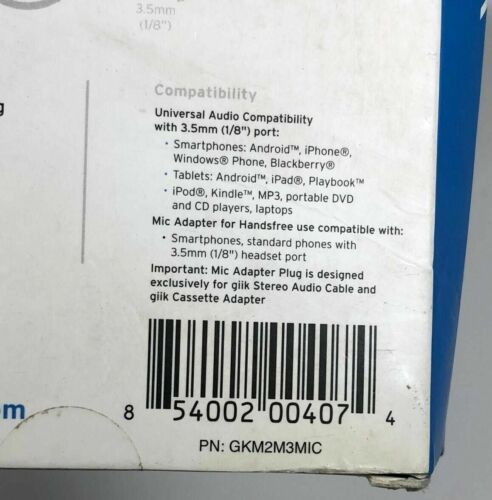 3.5mm
(1/8")
g
Compatibility
Universal Audio Compatibility
with 3.5mm (1/8") port:
• Smartphones: Android™, iPhone®,
Windows® Phone, Blackberry®
• Tablets: Android™, iPad®, Playbook™
• iPod®, Kindle™, MP3, portable DVD
and CD players, laptops
Mic Adapter for Handsfree use compatible with:
• Smartphones, standard phones with
3.5mm (1/8") headset port
Important: Mic Adapter Plug is designed
exclusively for giik Stereo Audio Cable and
giik Cassette Adapter
om
8 54002 00407 4
PN: GKM2M3MIC